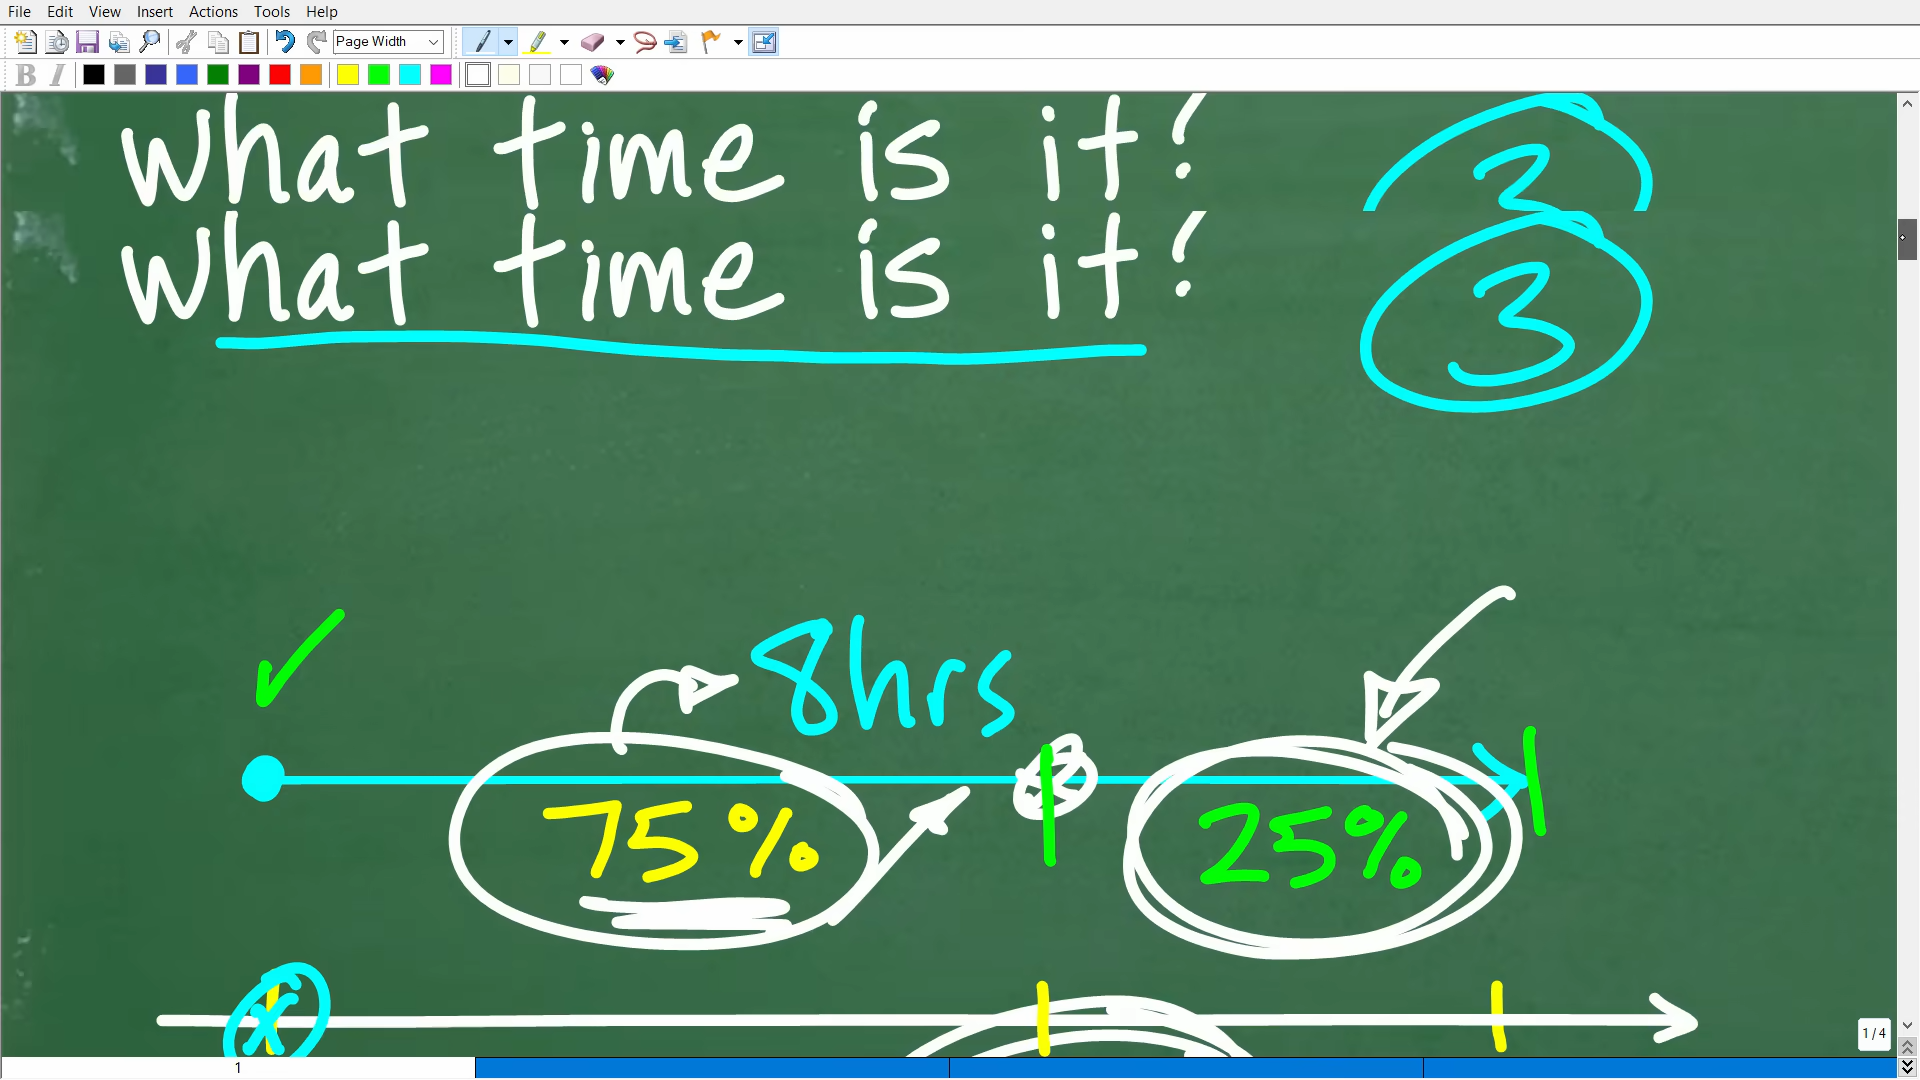 File Edit View Insert Actions Tools Help
Page Width
B I
what time is it?
what time is it?
3
8hrs
75%
25%
x
1 / 4
1